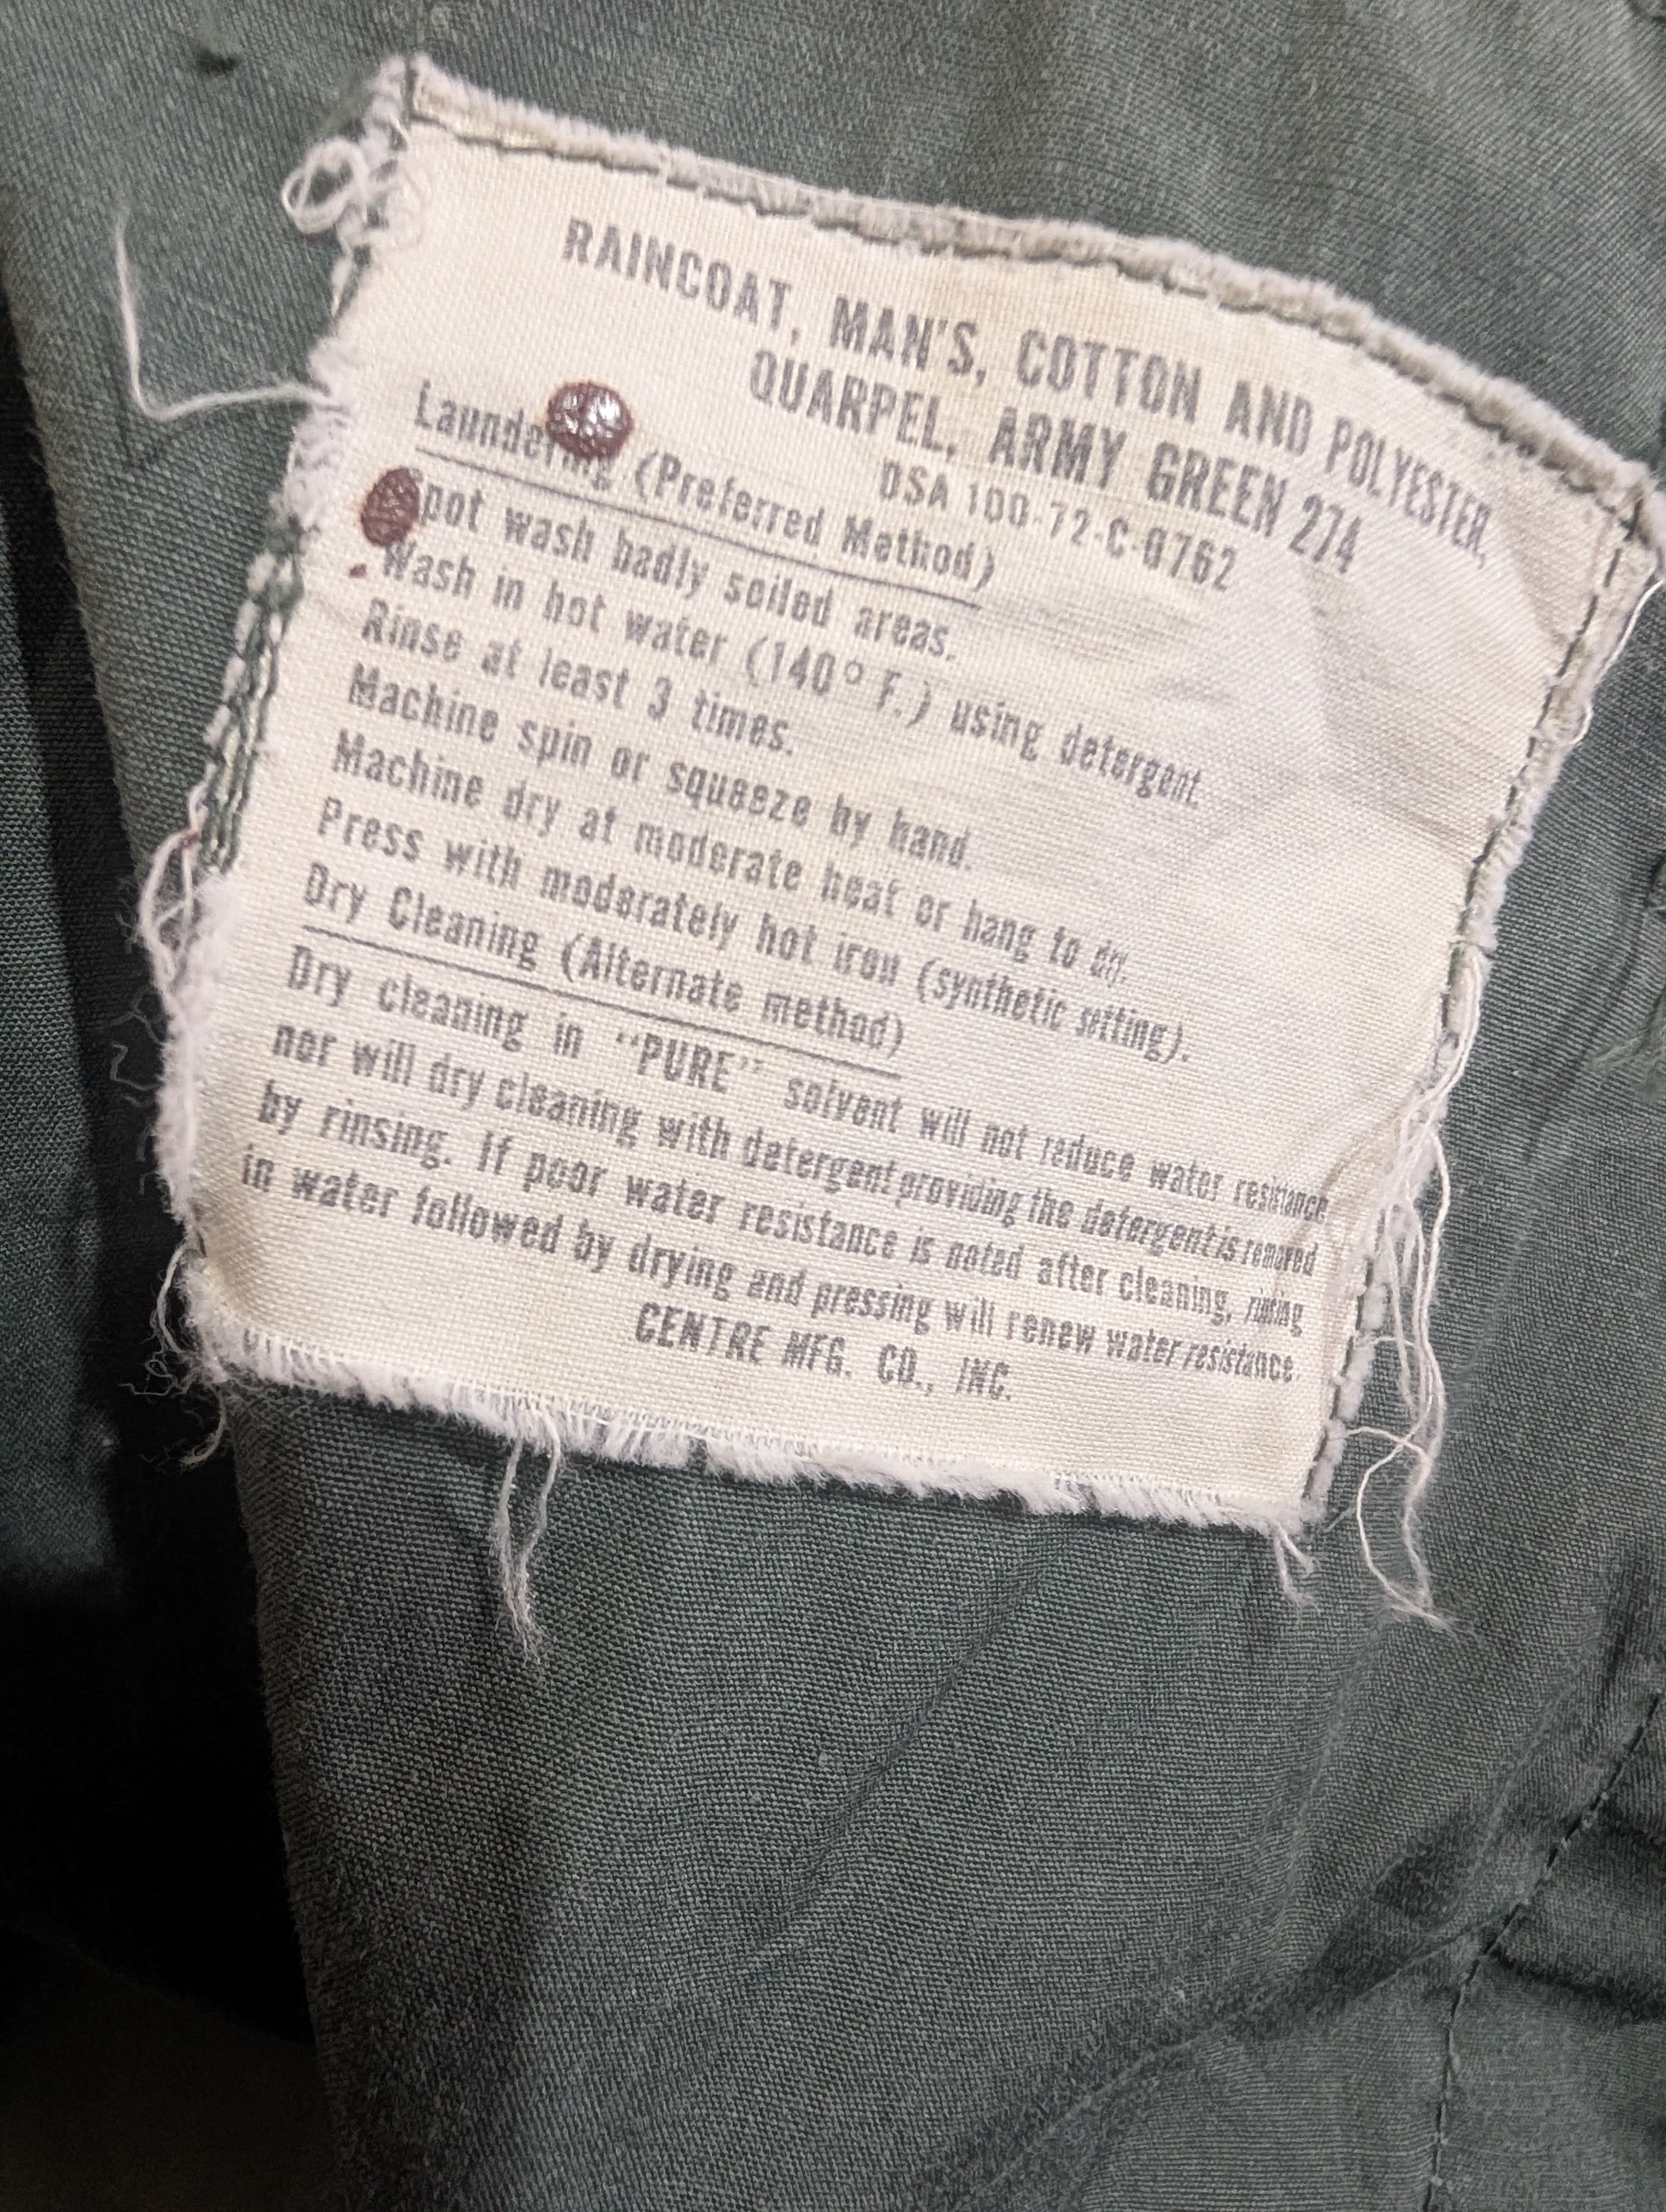 RAINCOAT, MAN'S, COTTON AND POLYESTER,
QUARPEL, ARMY GREEN 274
DSA 100-72-C-0762
Laundering (Preferred Method)
Spot wash badly soiled areas.
Wash in hot water (140° F.) using detergent.
Rinse at least 3 times.
Machine spin or squeeze by hand.
Machine dry at moderate heat or hang to dry.
Press with moderately hot iron (synthetic setting).
Dry Cleaning (Alternate method)
Dry cleaning in "PURE" solvent will not reduce water resistance
nor will dry cleaning with detergent providing the detergent is removed
by rinsing. If poor water resistance is noted after cleaning, rinsing
in water followed by drying and pressing will renew water resistance.
CENTRE MFG. CO., INC.